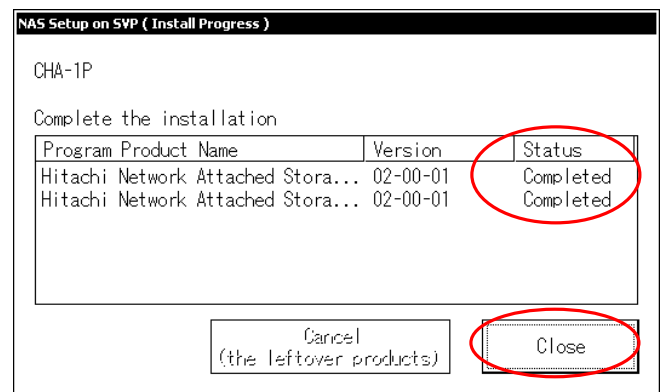 NAS Setup on SVP ( Install Progress )
CHA-1P
Complete the installation
Program Product Name Version Status
Hitachi Network Attached Stora... 02-00-01 Completed
Hitachi Network Attached Stora... 02-00-01 Completed
Cancel
(the leftover products)
Close